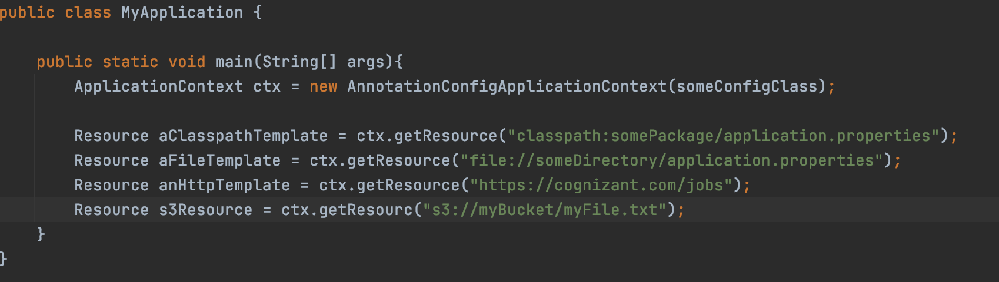 public class MyApplication {
public static void main(String[] args){
ApplicationContext ctx = new AnnotationConfigApplicationContext(someConfigClass);
Resource aClasspathTemplate = ctx.getResource("classpath:somePackage/application.properties");
Resource aFileTemplate = ctx.getResource("file://someDirectory/application.properties");
Resource anHttpTemplate = ctx.getResource("https://cognizant.com/jobs");
Resource s3Resource = ctx.getResourc("s3://myBucket/myFile.txt");
}
}